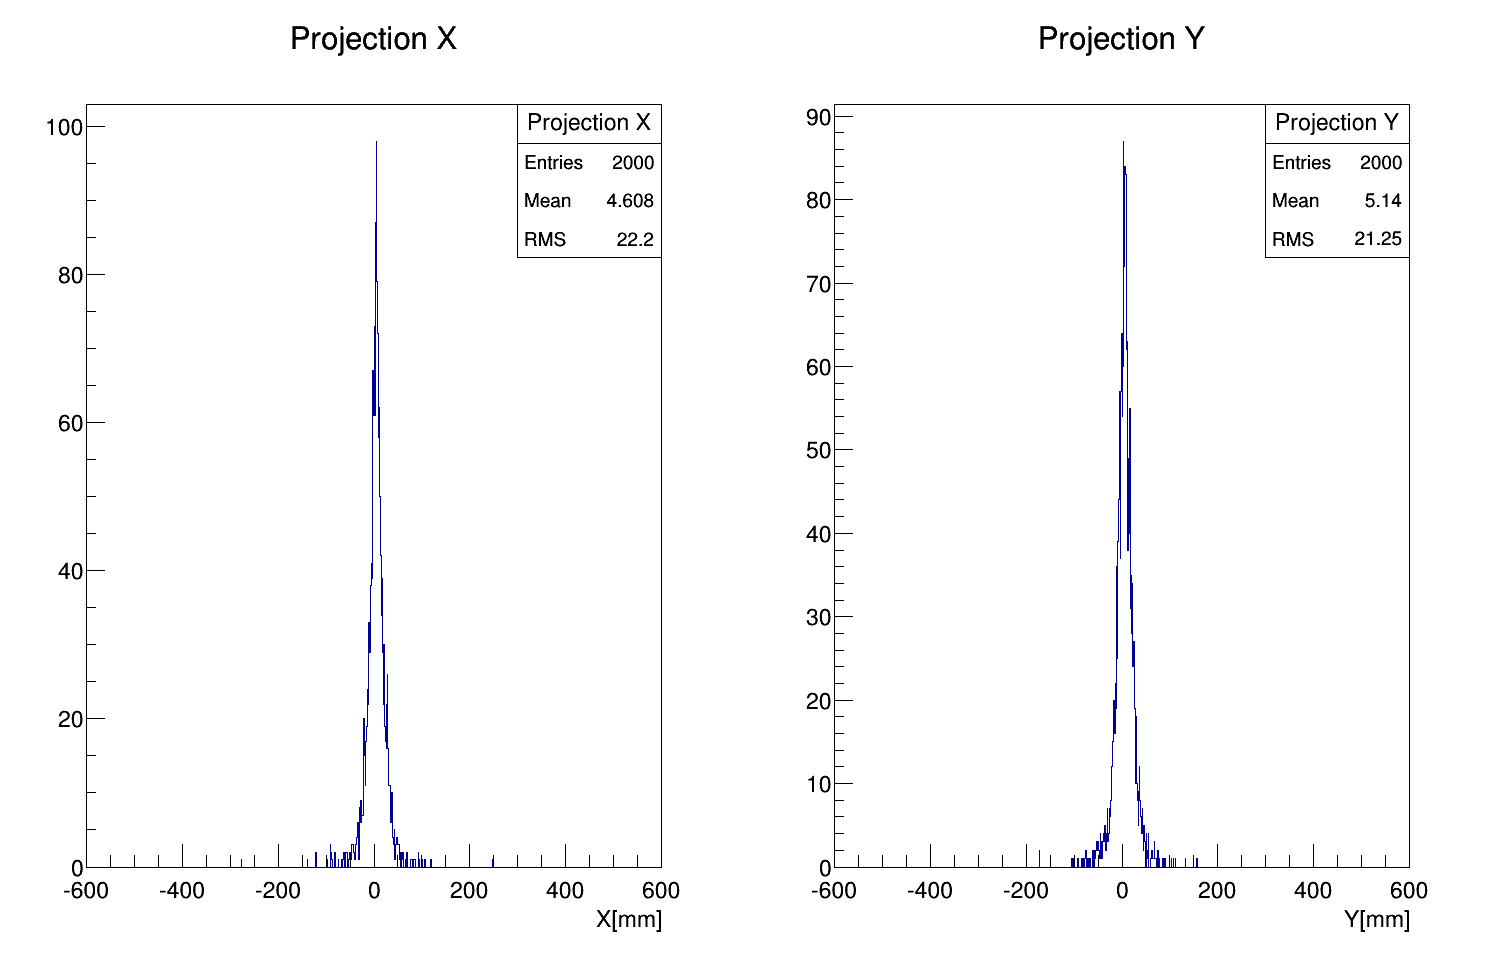 Projection X
Projection X
Entries 2000
Mean 4.608
RMS 22.2
100
80
60
40
20
0
-600 -400 -200 0 200 400 600
X[mm]
Projection Y
Projection Y
Entries 2000
Mean 5.14
RMS 21.25
90
80
70
60
50
40
30
20
10
0
-600 -400 -200 0 200 400 600
Y[mm]